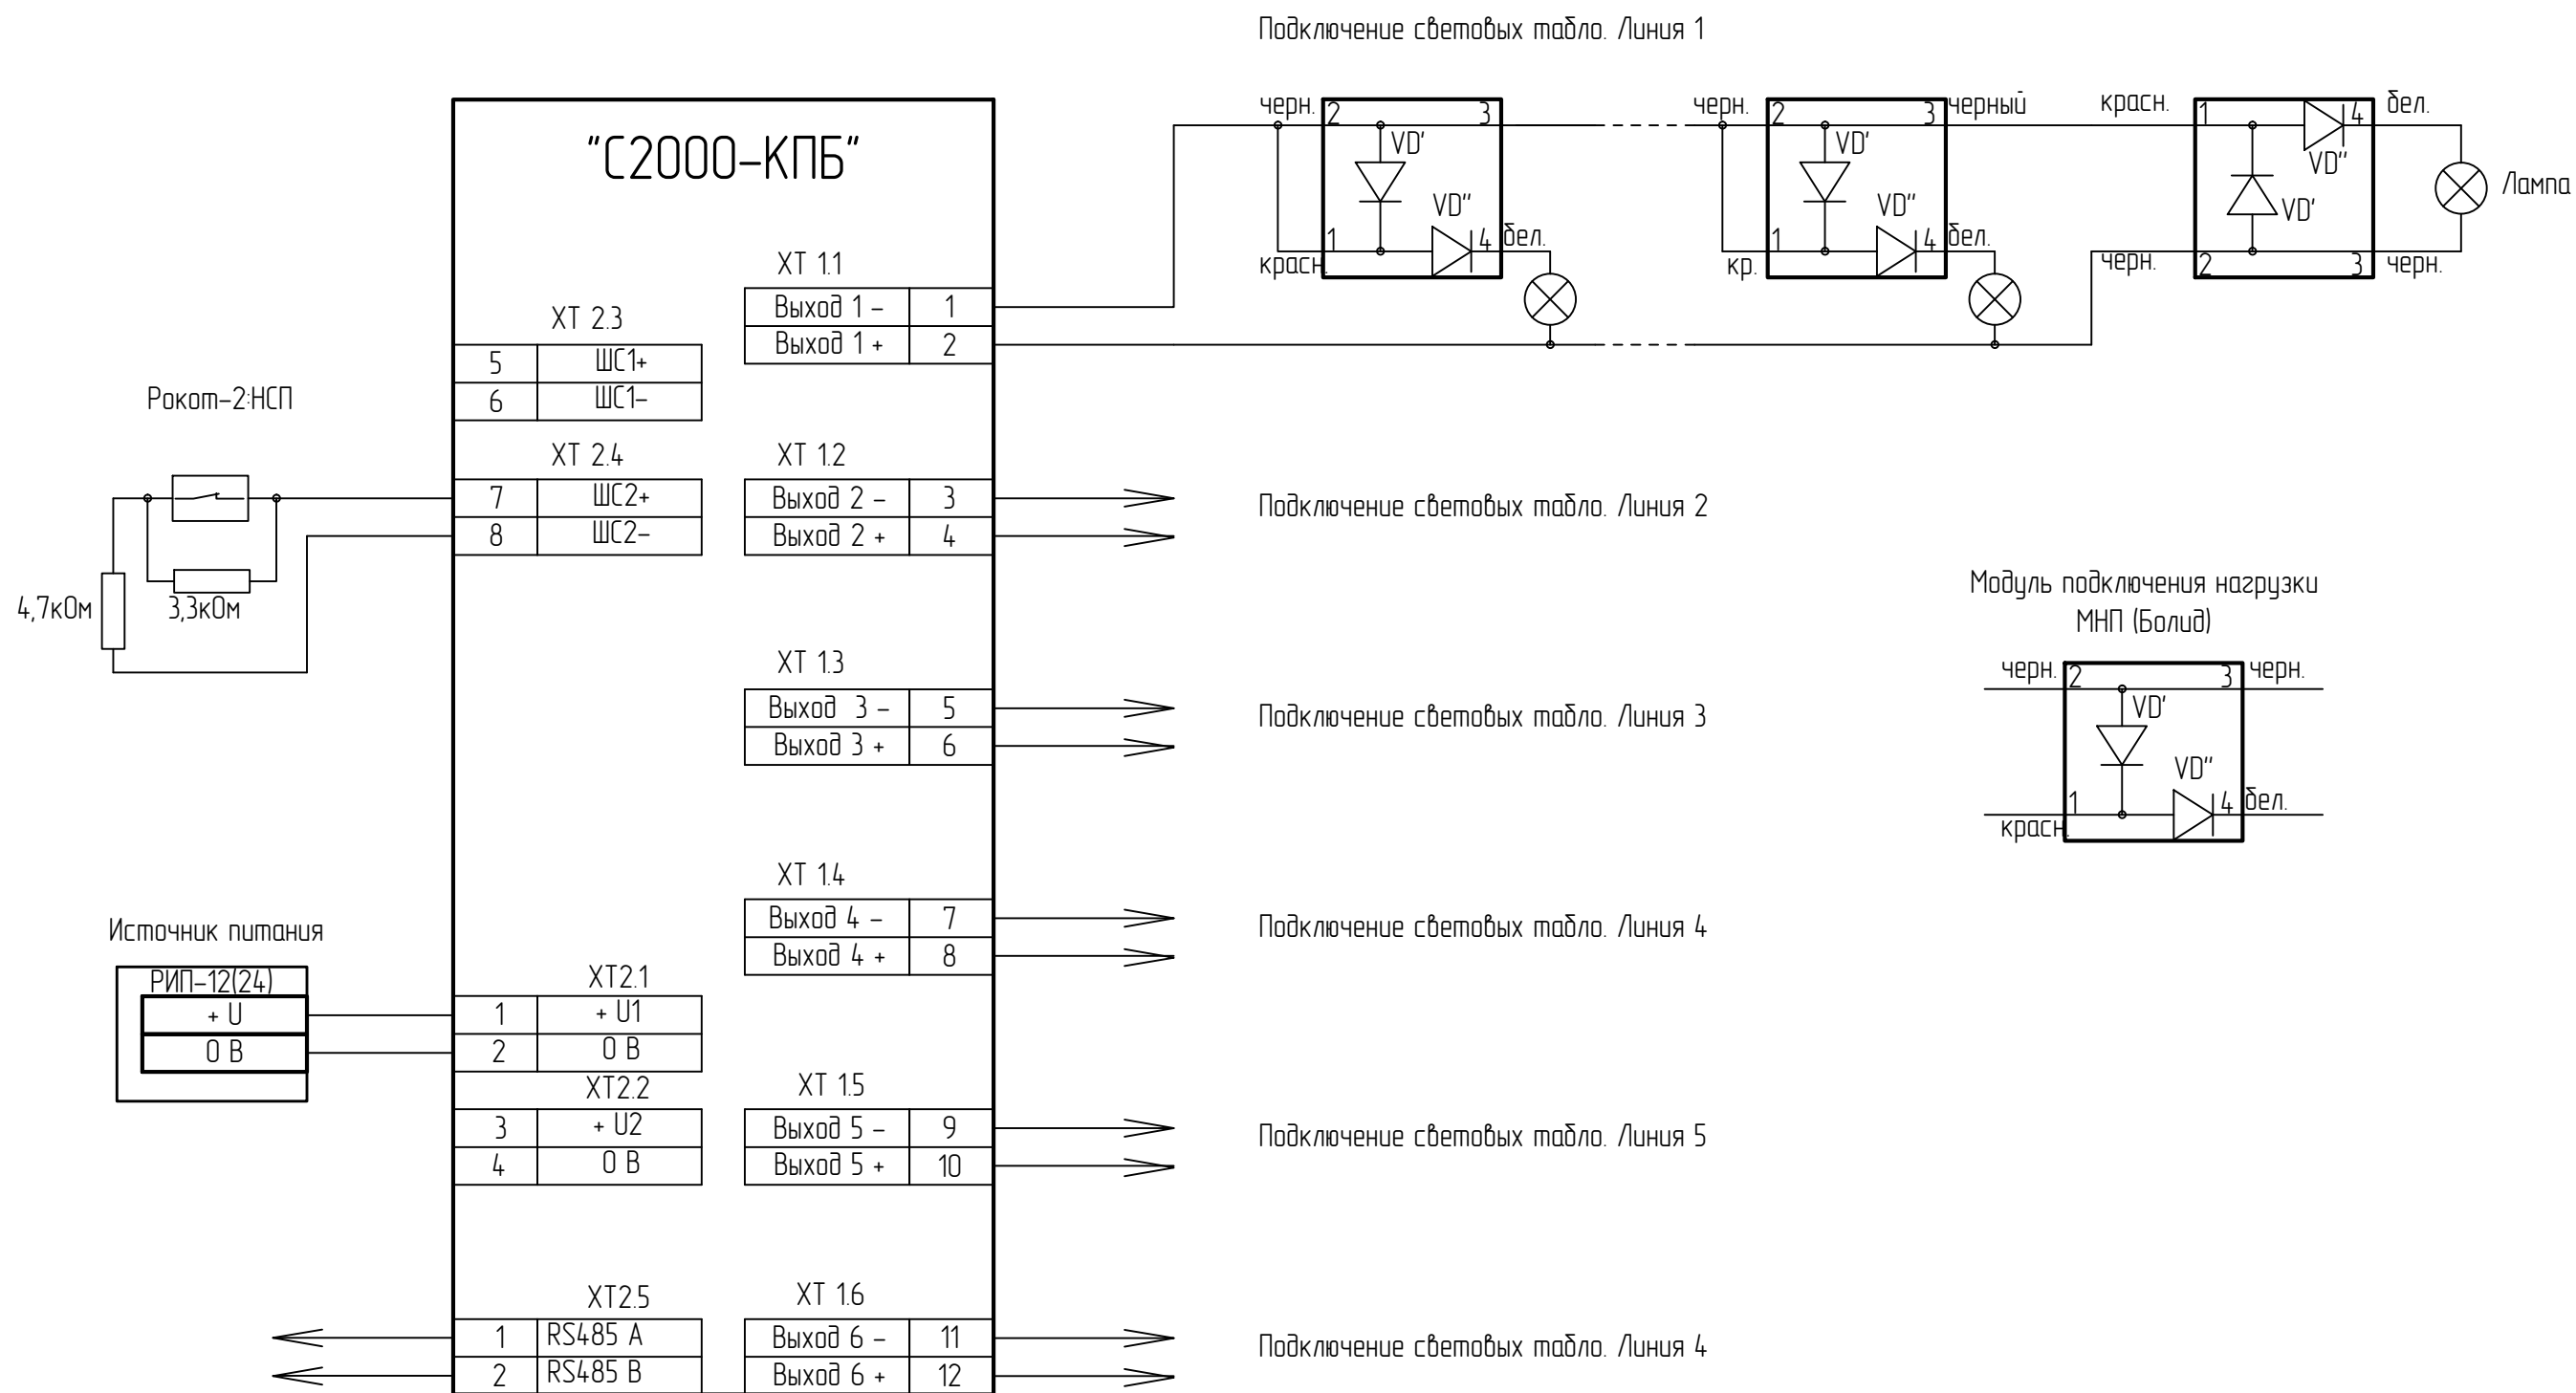 Подключение световых табло. Линия 1
"С2000-КПБ"
черн.
2
3
VD'
VD"
1
4
бел.
красн.
черн.
2
3
черный
VD'
VD"
1
4
бел.
кр.
красн.
1
4
бел.
VD"
VD'
Лампа
черн.
2
3
черн.
XT 1.1
Выход 1 – 1
Выход 1 + 2
XT 2.3
5 ШС1+
6 ШС1–
Рокот-2:НСП
XT 2.4
7 ШС2+
8 ШС2–
4,7кОм
3,3кОм
XT 1.2
Выход 2 – 3
Выход 2 + 4
Подключение световых табло. Линия 2
Модуль подключения нагрузки
МНП (Болид)
черн.
2
3
черн.
VD'
VD"
1
4
бел.
красн.
XT 1.3
Выход 3 – 5
Выход 3 + 6
Подключение световых табло. Линия 3
XT 1.4
Выход 4 – 7
Выход 4 + 8
Подключение световых табло. Линия 4
Источник питания
РИП-12(24)
+ U
0 В
XT2.1
1 + U1
2 0 В
XT2.2
3 + U2
4 0 В
XT 1.5
Выход 5 – 9
Выход 5 + 10
Подключение световых табло. Линия 5
XT2.5
1 RS485 A
2 RS485 B
XT 1.6
Выход 6 – 11
Выход 6 + 12
Подключение световых табло. Линия 4